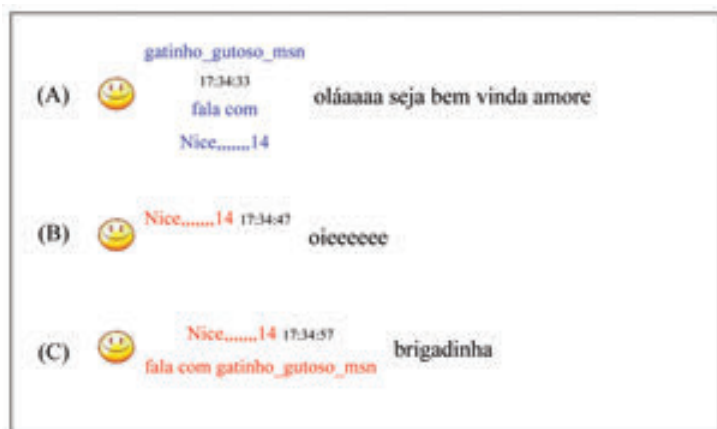 gatinho_gutoso_msn
17:34:33
(A) oláaaaa seja bem vinda amore
fala com
Nice,,,,,,,14
(B) Nice,,,,,,,14 17:34:47 oieeeeee
Nice,,,,,,,14 17:34:57
(C) brigadinha
fala com gatinho_gutoso_msn